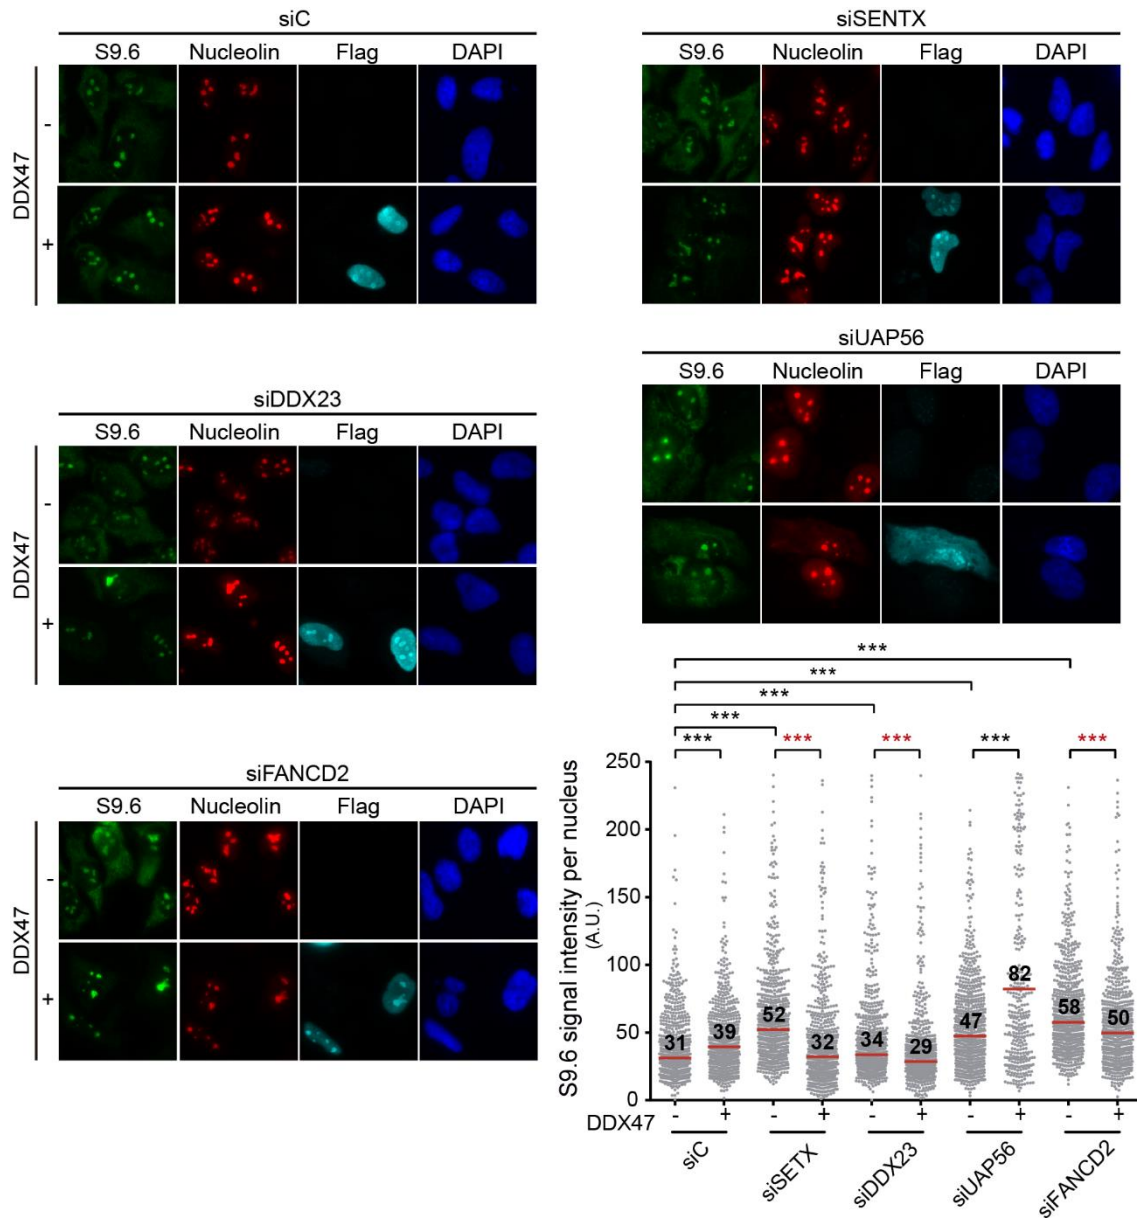 siC
S9.6 Nucleolin Flag DAPI
DDX47
-
+
siSENTX
S9.6 Nucleolin Flag DAPI
siUAP56
S9.6 Nucleolin Flag DAPI
siDDX23
S9.6 Nucleolin Flag DAPI
DDX47
-
+
siFANCD2
S9.6 Nucleolin Flag DAPI
DDX47
-
+
***
***
***
***
*** *** *** *** ***
S9.6 signal intensity per nucleus
(A.U.)
250
200
150
100
50
0
31 39 52 32 34 29 47 82 58 50
DDX47 - + - + - + - + - +
siC siSETX siDDX23 siUAP56 siFANCD2